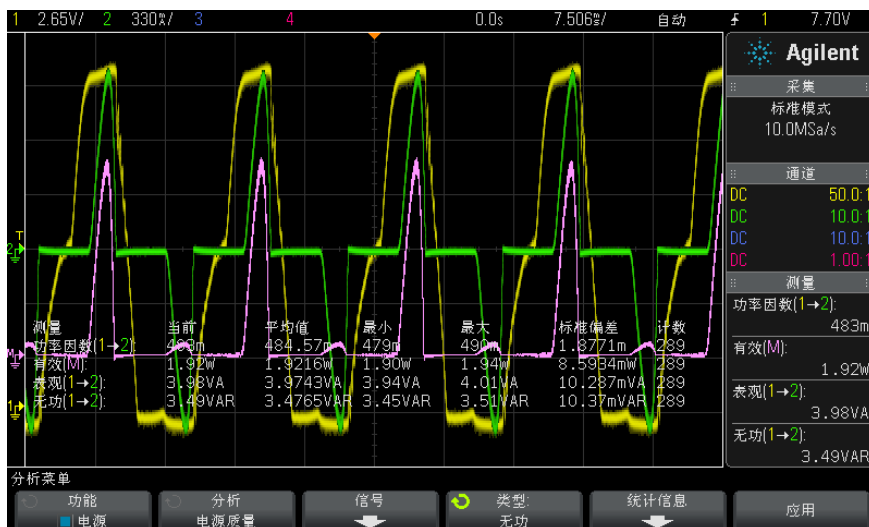 1 2.65V/ 2 330㎃/ 3 4 0.0s 7.506㎳/ 自动 1 7.70V
Agilent
采集
标准模式
10.0MSa/s
通道
DC 50.0:1
DC 10.0:1
DC 10.0:1
DC 1.00:1
测量
功率因数(1→2):
483m
有效(M):
1.92W
表观(1→2):
3.98VA
无功(1→2):
3.49VAR
T
2
M
1
测量 当前 平均值 最小 最大 标准偏差 计数
功率因数(1→2): 483m 484.57m 479m 490m 1.8771m 289
有效(M): 1.92W 1.9216W 1.90W 1.94W 8.5934mW 289
表观(1→2): 3.98VA 3.9743VA 3.94VA 4.01VA 10.287mVA 289
无功(1→2): 3.49VAR 3.4765VAR 3.45VAR 3.51VAR 10.37mVAR 289
分析菜单
功能
电源
分析
电源质量
信号
类型:
无功
统计信息
应用